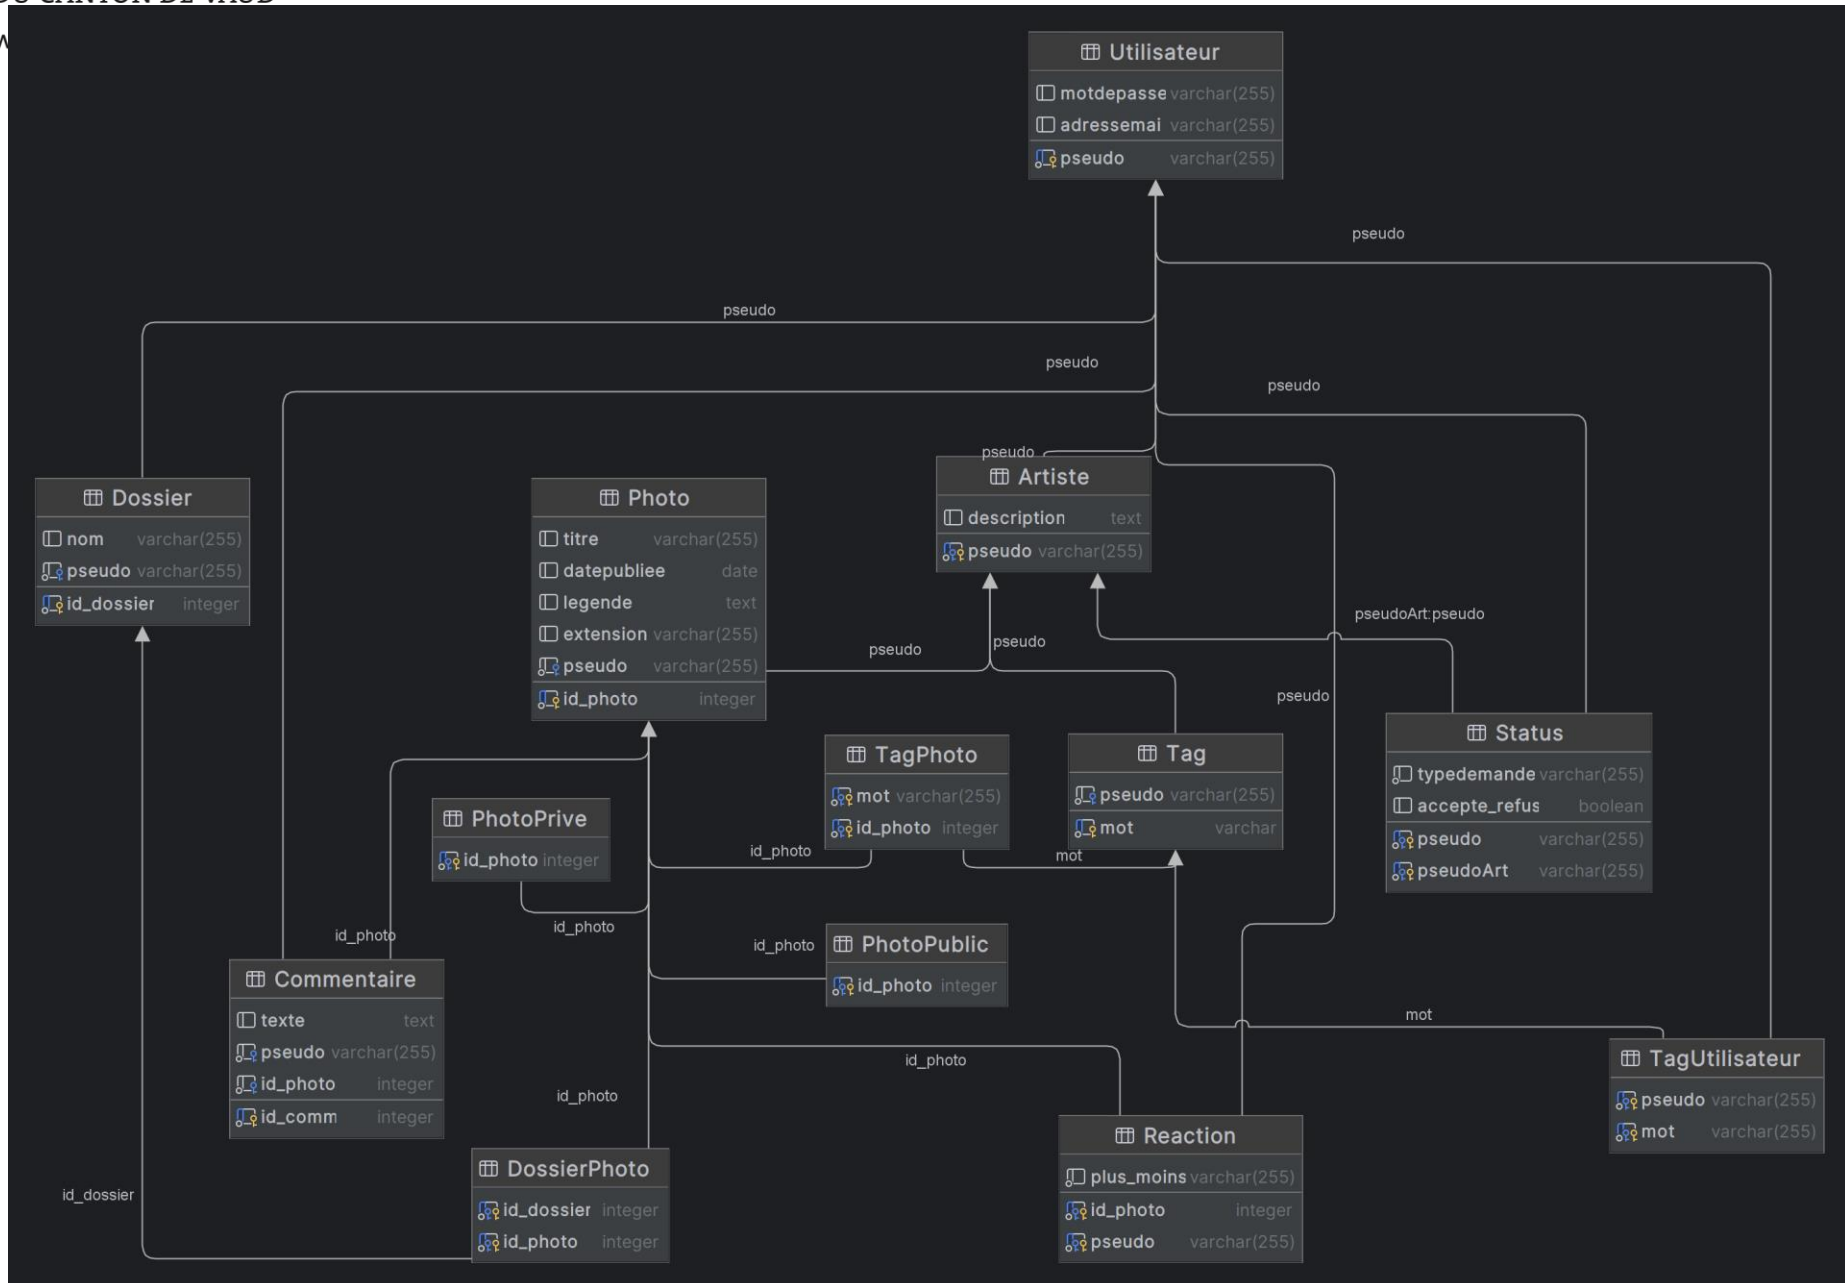 DU CANTON DE VAUD
Utilisateur
motdepasse varchar(255)
adressemai varchar(255)
pseudo varchar(255)
pseudo
pseudo
pseudo
pseudo
pseudo
Dossier
nom varchar(255)
pseudo varchar(255)
id_dossier integer
Photo
titre varchar(255)
datepubliee date
legende text
extension varchar(255)
pseudo varchar(255)
id_photo integer
Artiste
description text
pseudo varchar(255)
pseudoArt:pseudo
pseudo
pseudo
pseudo
Status
typedemande varchar(255)
accepte_refus boolean
pseudo varchar(255)
pseudoArt varchar(255)
TagPhoto
mot varchar(255)
id_photo integer
Tag
pseudo varchar(255)
mot varchar
PhotoPrive
id_photo integer
id_photo
mot
id_photo
id_photo
id_photo
PhotoPublic
id_photo integer
Commentaire
texte text
pseudo varchar(255)
id_photo integer
id_comm integer
mot
id_photo
id_photo
TagUtilisateur
pseudo varchar(255)
mot varchar(255)
Reaction
plus_moins varchar(255)
id_photo integer
pseudo varchar(255)
DossierPhoto
id_dossier integer
id_photo integer
id_dossier